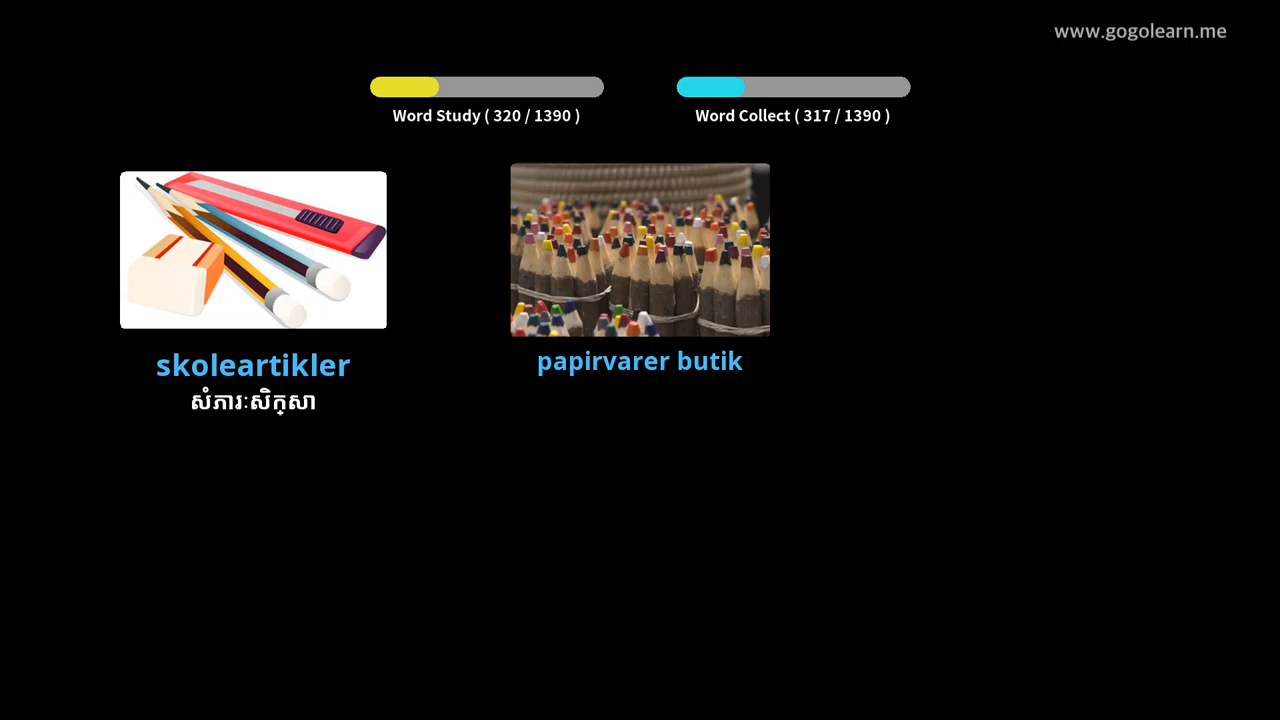 www.gogolearn.me
Word Study ( 320 / 1390 )
Word Collect ( 317 / 1390 )
skoleartikler
សំភារៈសិក្សា
papirvarer butik